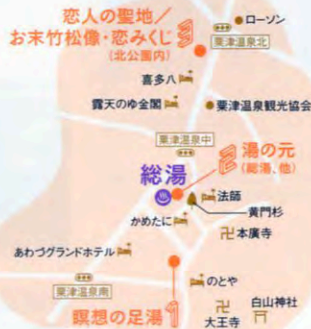 恋人の聖地／
お末竹松像・恋みくじ
(北公園内)
3
ローソン
粟津温泉北
喜多八
露天のゆ金閣
粟津温泉観光協会
粟津温泉中
総湯
2
湯の元
(総湯、他)
法師
黄門杉
かめたに
卍本廣寺
あわづグランドホテル
のとや
粟津温泉南
瞑想の足湯
1
卍
大王寺
白山神社